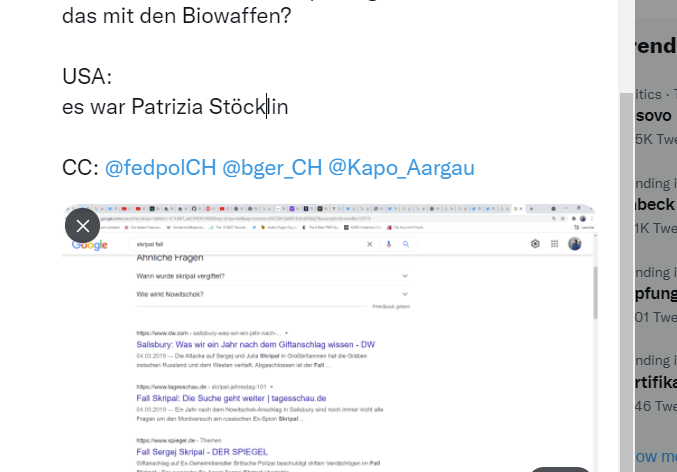 das mit den Biowaffen?
USA:
es war Patrizia Stöcklin
CC: @fedpolCH @bger_CH @Kapo_Aargau
Google
skripal fall
Ähnliche Fragen
Wann wurde skripal vergiftet?
Wie wirkt Nowitschok?
Feedback geben
https://www.dw.com › salisbury-was-wir-ein-jahr-nach-...
Salisbury: Was wir ein Jahr nach dem Giftanschlag wissen - DW
04.03.2019 — Die Attacke auf Sergej und Julia Skripal in Großbritannien hat die Gräben
zwischen Russland und dem Westen vertieft. Abgeschlossen ist der Fall ...
https://www.tagesschau.de › skripal-jahrestag-101
Fall Skripal: Die Suche geht weiter | tagesschau.de
04.03.2019 — Ein Jahr nach dem Nowitschok-Anschlag in Salisbury sind noch immer nicht alle
Fragen um den Mordversuch am russischen Ex-Spion Skripal ...
https://www.spiegel.de › Themen
Fall Sergej Skripal - DER SPIEGEL
Giftanschlag auf Ex-Geheimdienstler Britische Polizei beschuldigt dritten Verdächtigen im Fall
rend
itics ·
sovo
5K Twe
nding i
beck
1K Twe
nding i
pfung
01 Twe
nding i
rtifika
46 Twe
ow mo